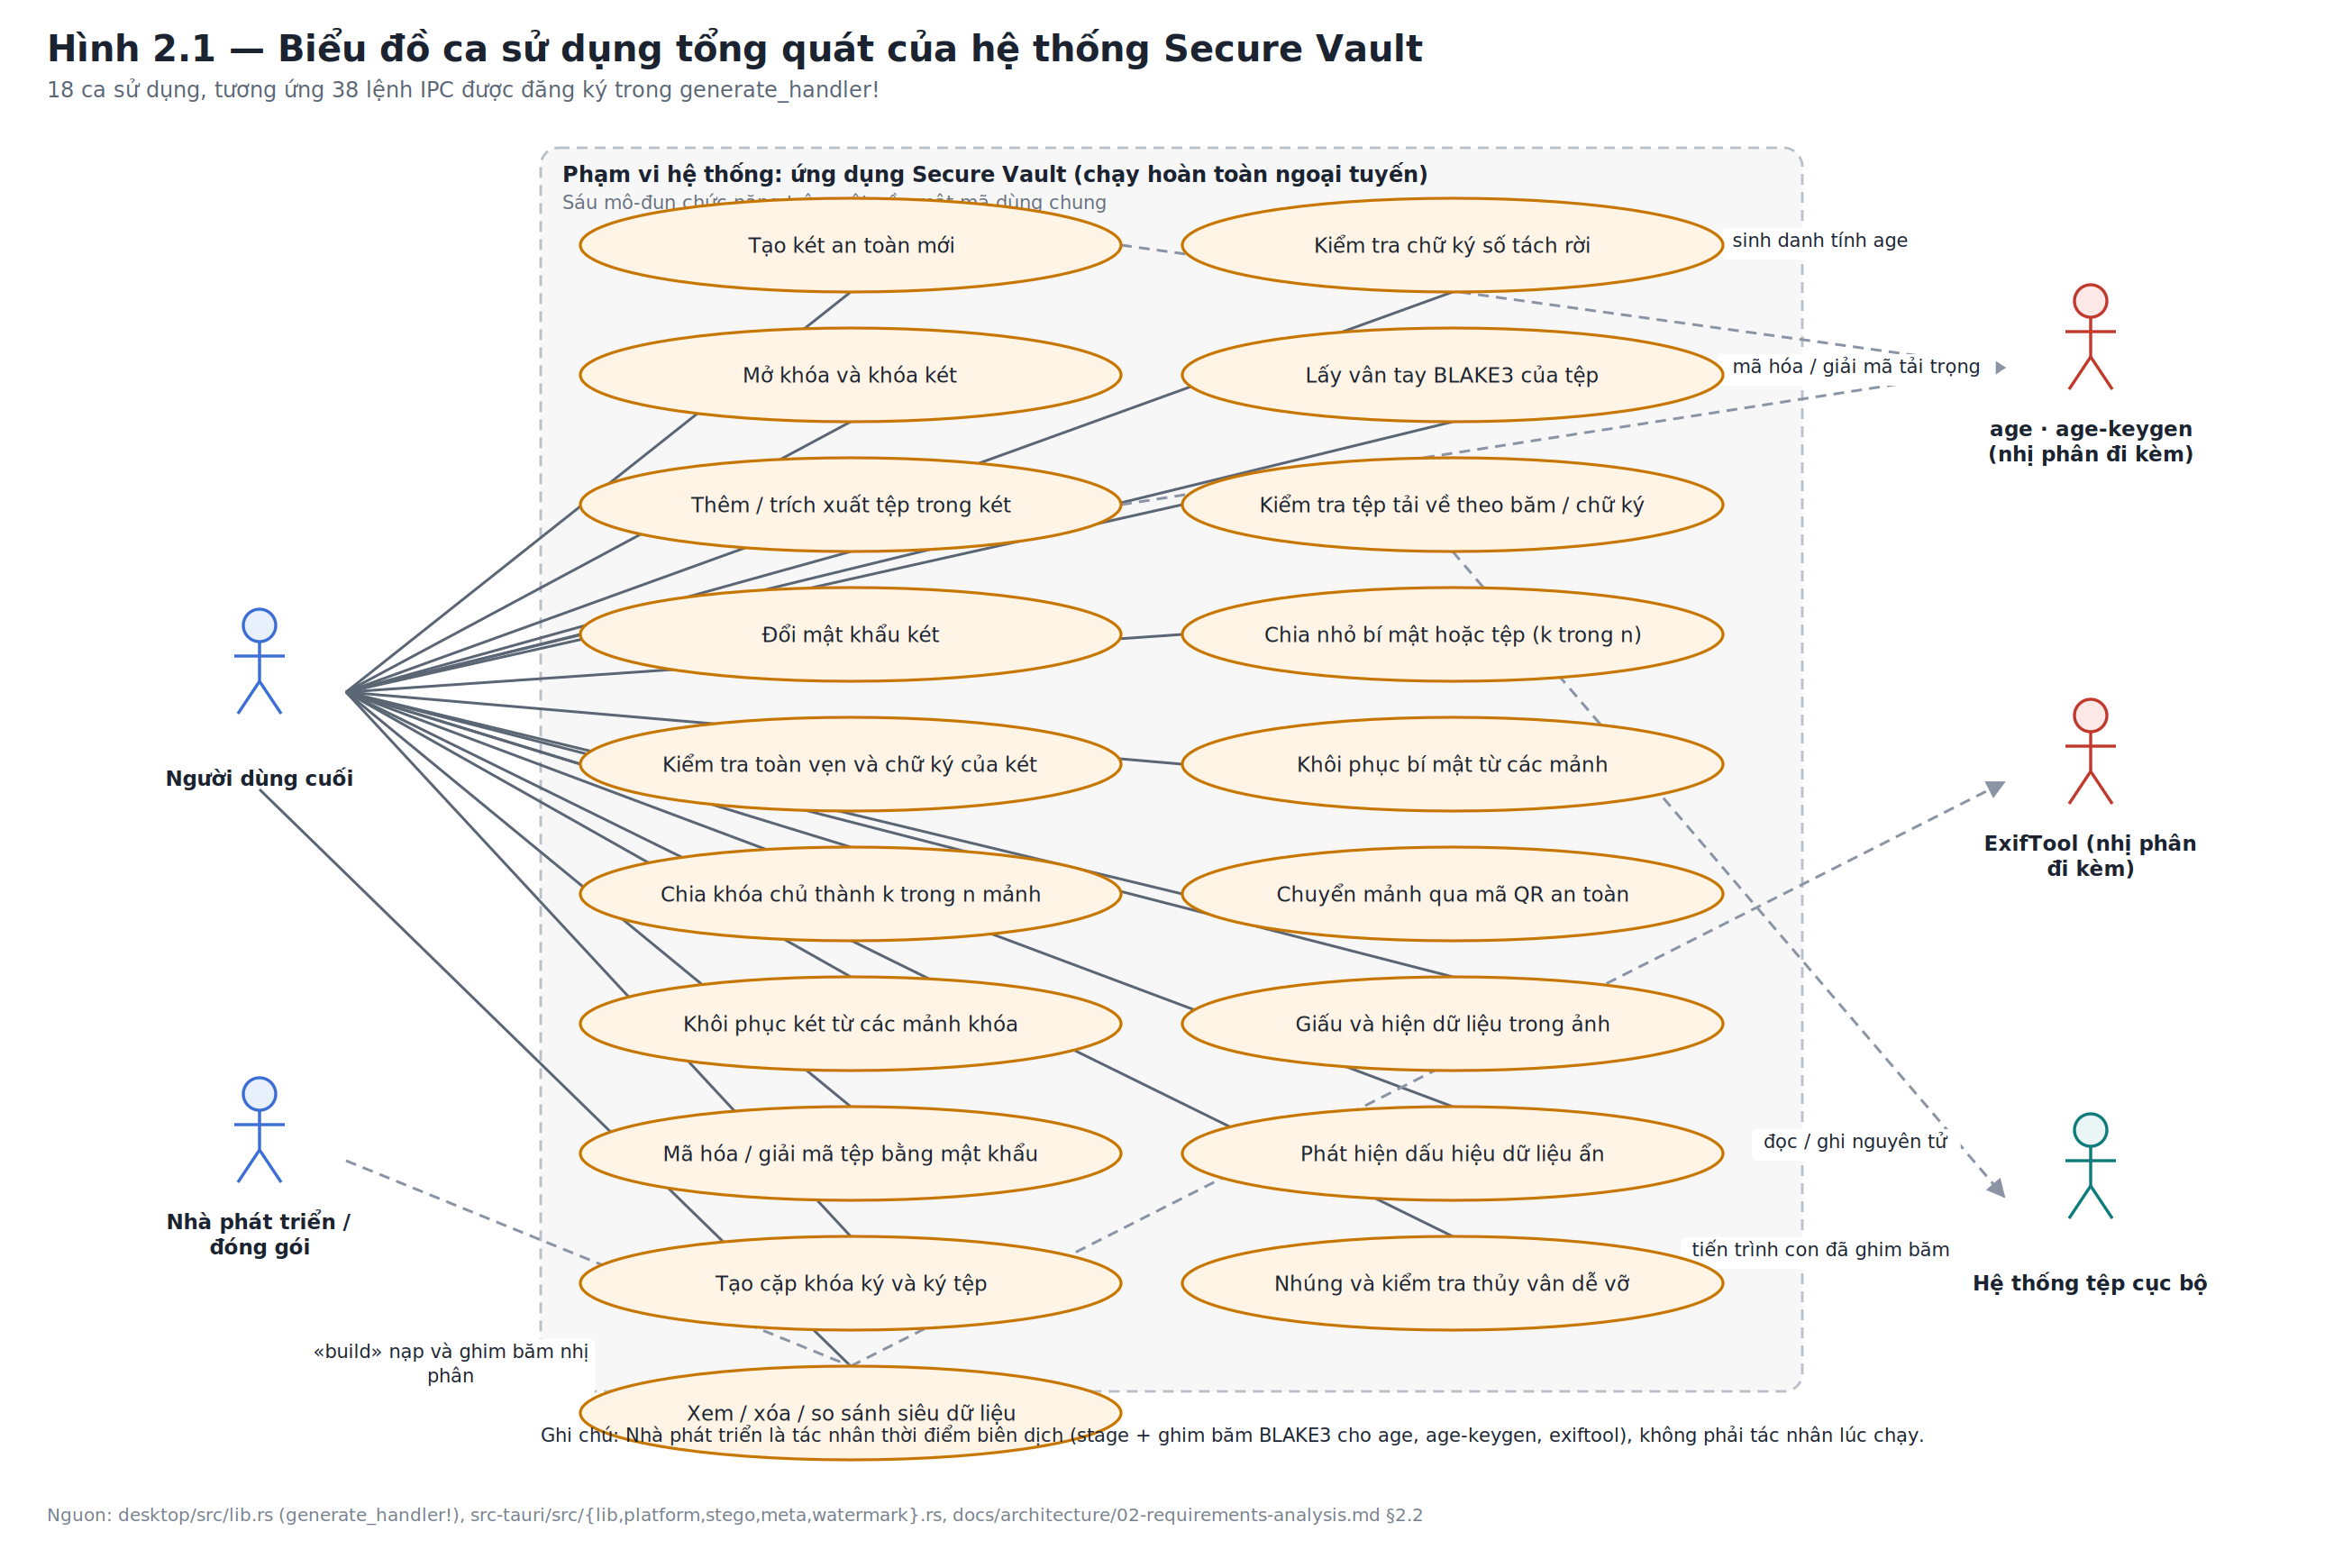 Hình 2.1 — Biểu đồ ca sử dụng tổng quát của hệ thống Secure Vault
18 ca sử dụng, tương ứng 38 lệnh IPC được đăng ký trong generate_handler!
Phạm vi hệ thống: ứng dụng Secure Vault (chạy hoàn toàn ngoại tuyến)
Sáu mô-đun chức mã dùng chung
Tạo két an toàn mới
Kiểm tra chữ ký số tách rời
sinh danh tính age
Mở khóa và khóa két
Lấy vân tay BLAKE3 của tệp
mã hóa / giải mã tải trọng
age · age-keygen
(nhị phân đi kèm)
Thêm / trích xuất tệp trong két
Kiểm tra tệp tải về theo băm / chữ ký
Đổi mật khẩu két
Chia nhỏ bí mật hoặc tệp (k trong n)
Người dùng cuối
Kiểm tra toàn vẹn và chữ ký của két
Khôi phục bí mật từ các mảnh
ExifTool (nhị phân
đi kèm)
Chia khóa chủ thành k trong n mảnh
Chuyển mảnh qua mã QR an toàn
Khôi phục két từ các mảnh khóa
Giấu và hiện dữ liệu trong ảnh
Mã hóa / giải mã tệp bằng mật khẩu
Phát hiện dấu hiệu dữ liệu ẩn
đọc / ghi nguyên tử
Nhà phát triển /
đóng gói
tiến trình con đã ghim băm
Tạo cặp khóa ký và ký tệp
Nhúng và kiểm tra thủy vân dễ vỡ
Hệ thống tệp cục bộ
«build» nạp và ghim băm nhị
phân
Xem / xóa / so sánh siêu dữ liệu
Ghi chú: Nhà phát triển là tác nhân thời điểm biên dịch (stage + ghim băm BLAKE3 cho age, age-keygen, exiftool), không phải tác nhân lúc chạy.
Nguon: desktop/src/lib.rs (generate_handler!), src-tauri/src/{lib,platform,stego,meta,watermark}.rs, docs/architecture/02-requirements-analysis.md §2.2